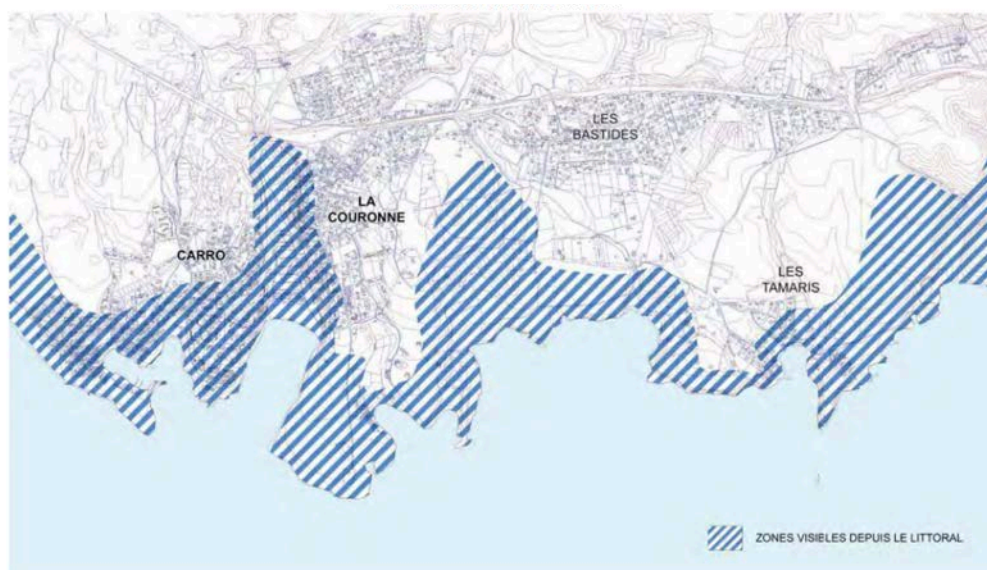 LES
BASTIDES
LA
COURONNE
CARRO
LES
TAMARIS
ZONES VISIBLES DEPUIS LE LITTORAL